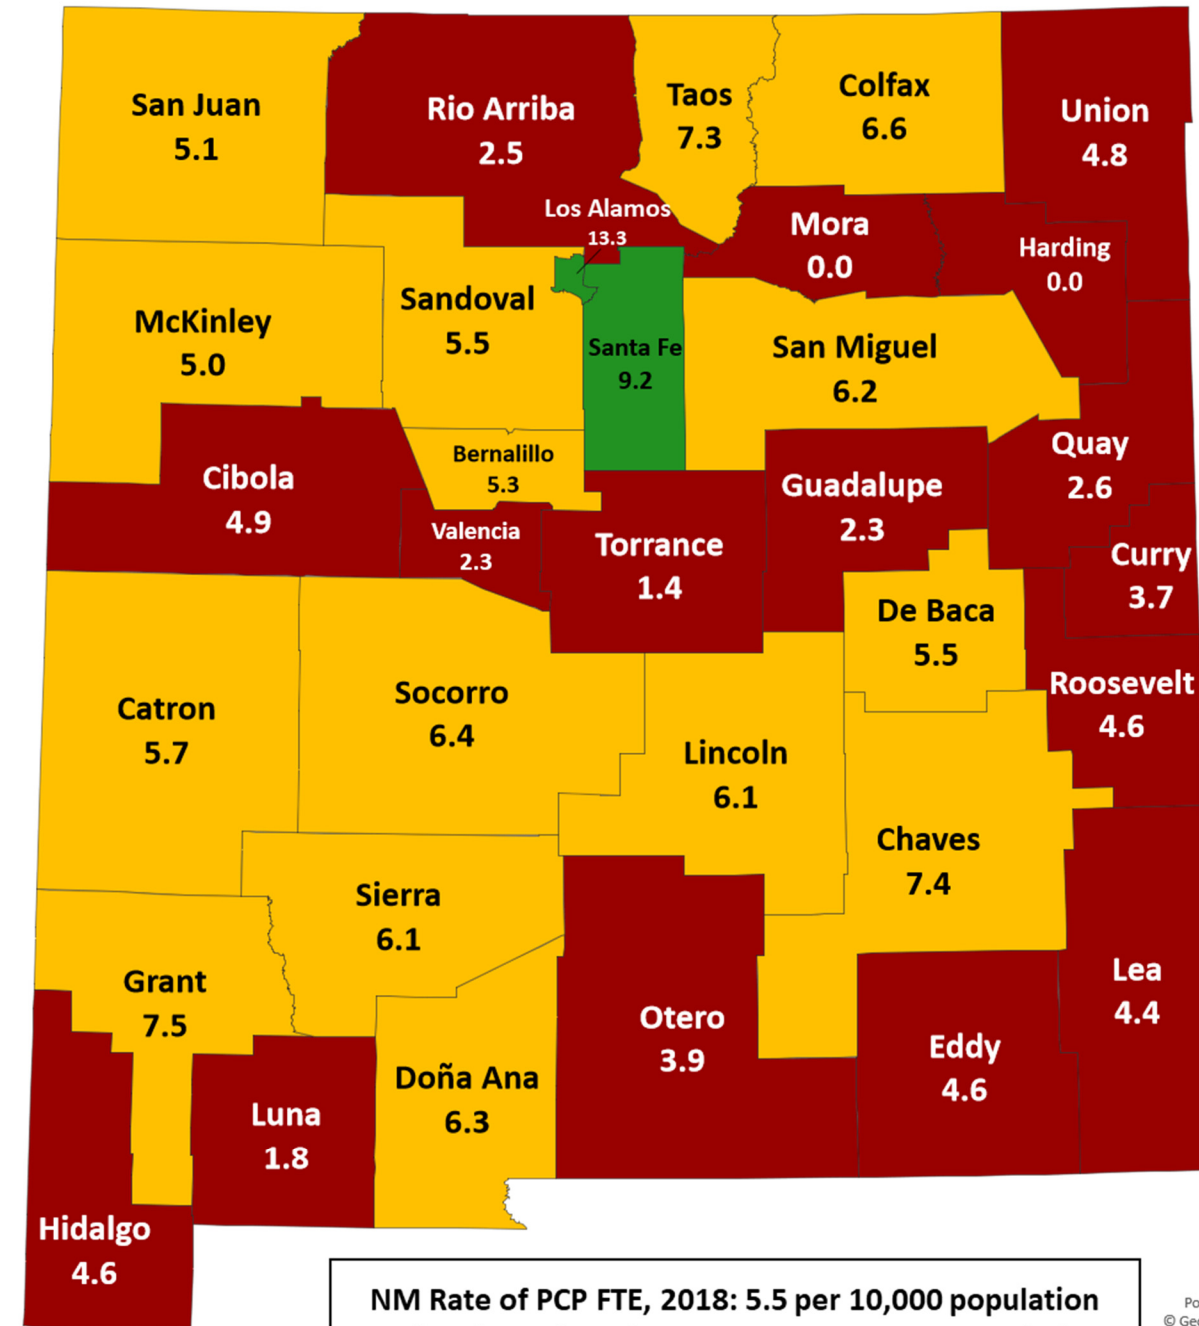 San Juan
5.1
Rio Arriba
2.5
Taos
7.3
Colfax
6.6
Union
4.8
Los Alamos
13.3
Mora
0.0
Harding
0.0
McKinley
5.0
Sandoval
5.5
Santa Fe
9.2
San Miguel
6.2
Cibola
4.9
Bernalillo
5.3
Valencia
2.3
Torrance
1.4
Guadalupe
2.3
Quay
2.6
Curry
3.7
De Baca
5.5
Roosevelt
4.6
Catron
5.7
Socorro
6.4
Lincoln
6.1
Chaves
7.4
Sierra
6.1
Grant
7.5
Lea
4.4
Otero
3.9
Eddy
4.6
Doña Ana
6.3
Luna
1.8
Hidalgo
4.6
NM Rate of PCP FTE, 2018: 5.5 per 10,000 population
Po
© Ge